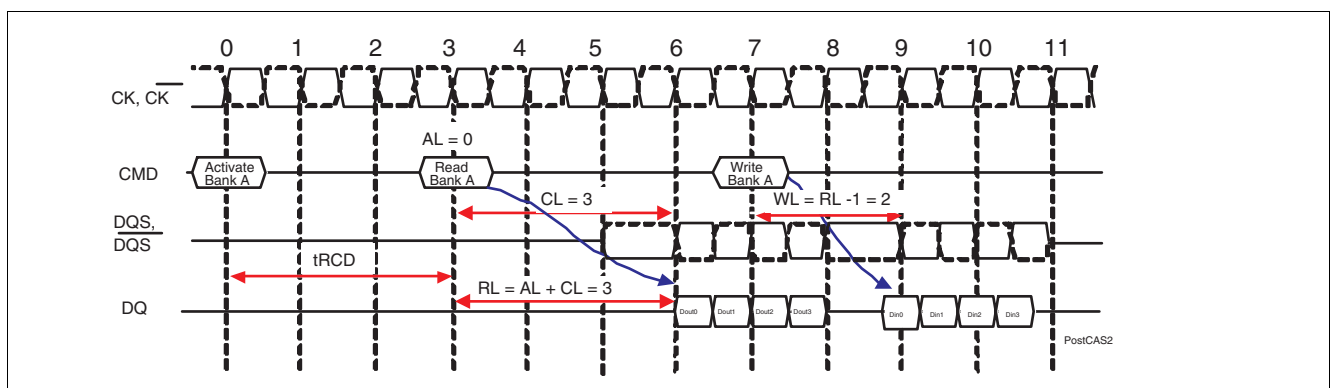 0 1 2 3 4 5 6 7 8 9 10 11
CK, CK
AL = 0
CMD
Activate
Bank A
Read
Bank A
Write
Bank A
CL = 3
WL = RL -1 = 2
DQS,
DQS
tRCD
RL = AL + CL = 3
DQ
Dout0 Dout1 Dout2 Dout3 Din0 Din1 Din2 Din3
PostCAS2